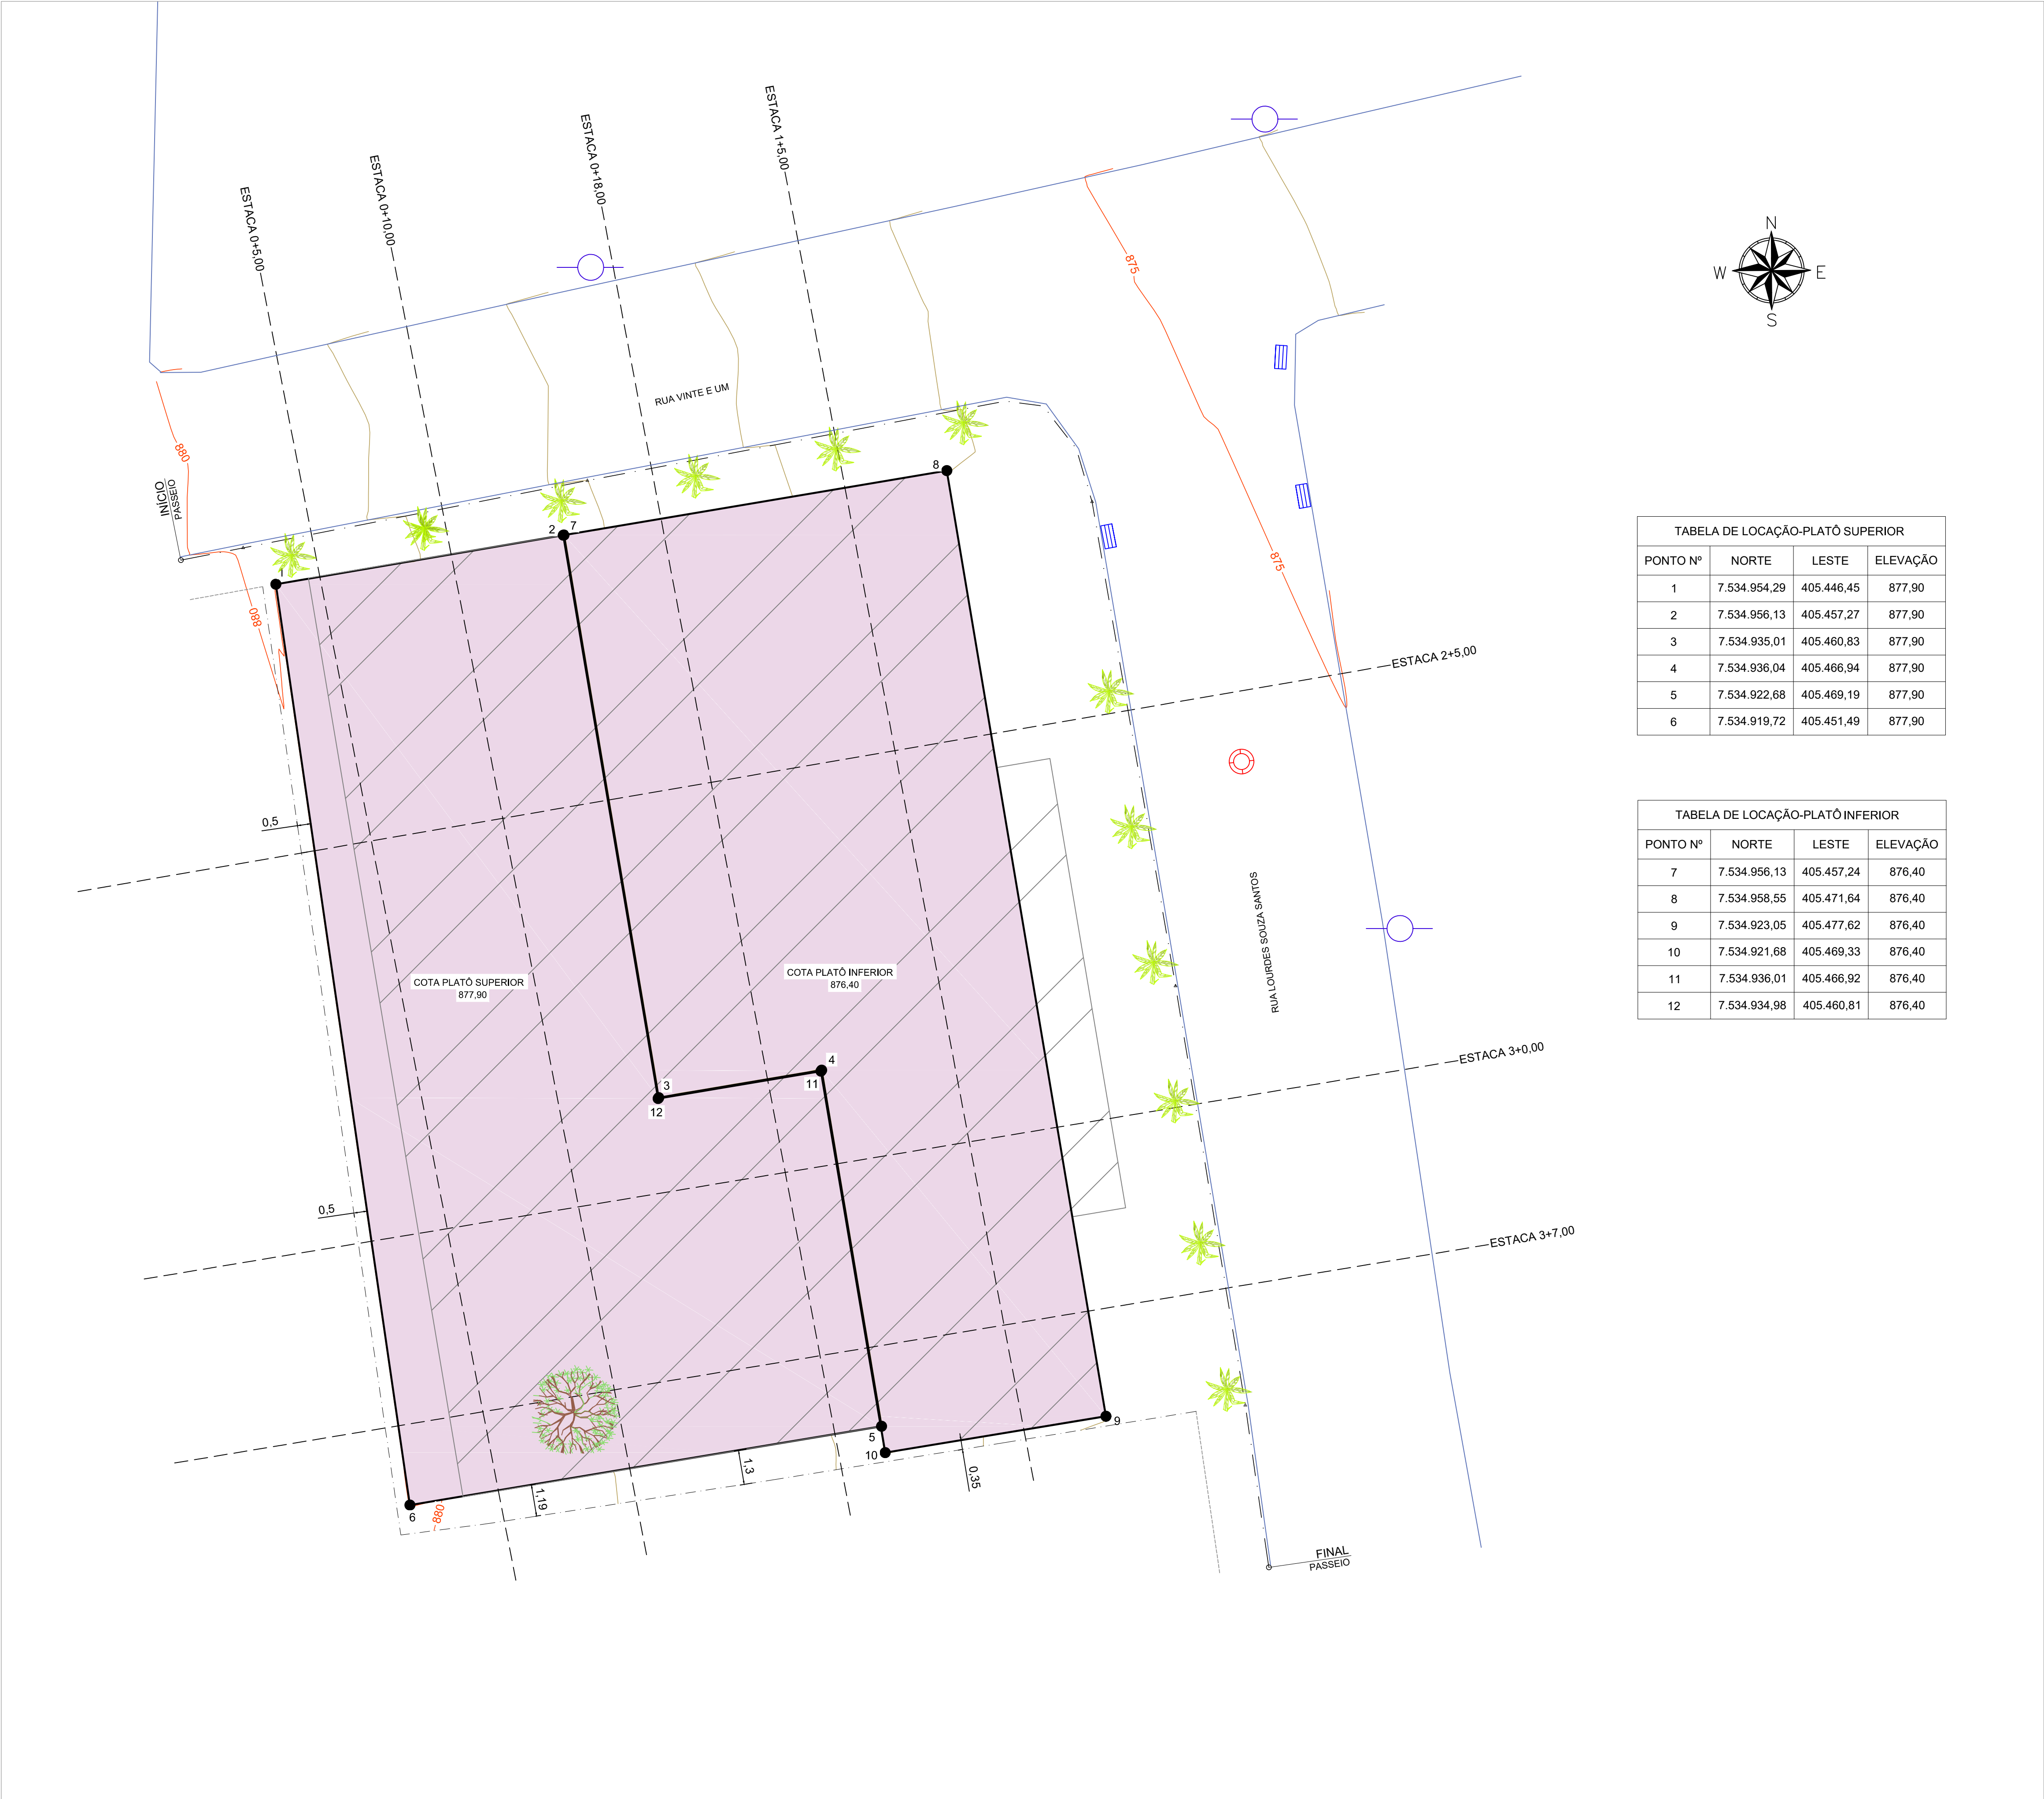 ESTACA 0+5,00
ESTACA 0+10,00
ESTACA 0+18,00
ESTACA 1+5,00
N
W
E
S
875
RUA VINTE E UM
880
INÍCIO
PASSEIO
8
2
7
1
880
875
ESTACA 2+5,00
0,5
RUA LOURDES SOUZA SANTOS
COTA PLATÔ SUPERIOR
877,90
COTA PLATÔ INFERIOR
876,40
ESTACA 3+0,00
4
11
3
12
0,5
ESTACA 3+7,00
9
5
10
1,3
0,35
1,19
6
880
FINAL
PASSEIO
TABELA DE LOCAÇÃO-PLATÔ SUPERIOR
PONTO Nº NORTE LESTE ELEVAÇÃO
1 7.534.954,29 405.446,45 877,90
2 7.534.956,13 405.457,27 877,90
3 7.534.935,01 405.460,83 877,90
4 7.534.936,04 405.466,94 877,90
5 7.534.922,68 405.469,19 877,90
6 7.534.919,72 405.451,49 877,90
TABELA DE LOCAÇÃO-PLATÔ INFERIOR
PONTO Nº NORTE LESTE ELEVAÇÃO
7 7.534.956,13 405.457,24 876,40
8 7.534.958,55 405.471,64 876,40
9 7.534.923,05 405.477,62 876,40
10 7.534.921,68 405.469,33 876,40
11 7.534.936,01 405.466,92 876,40
12 7.534.934,98 405.460,81 876,40